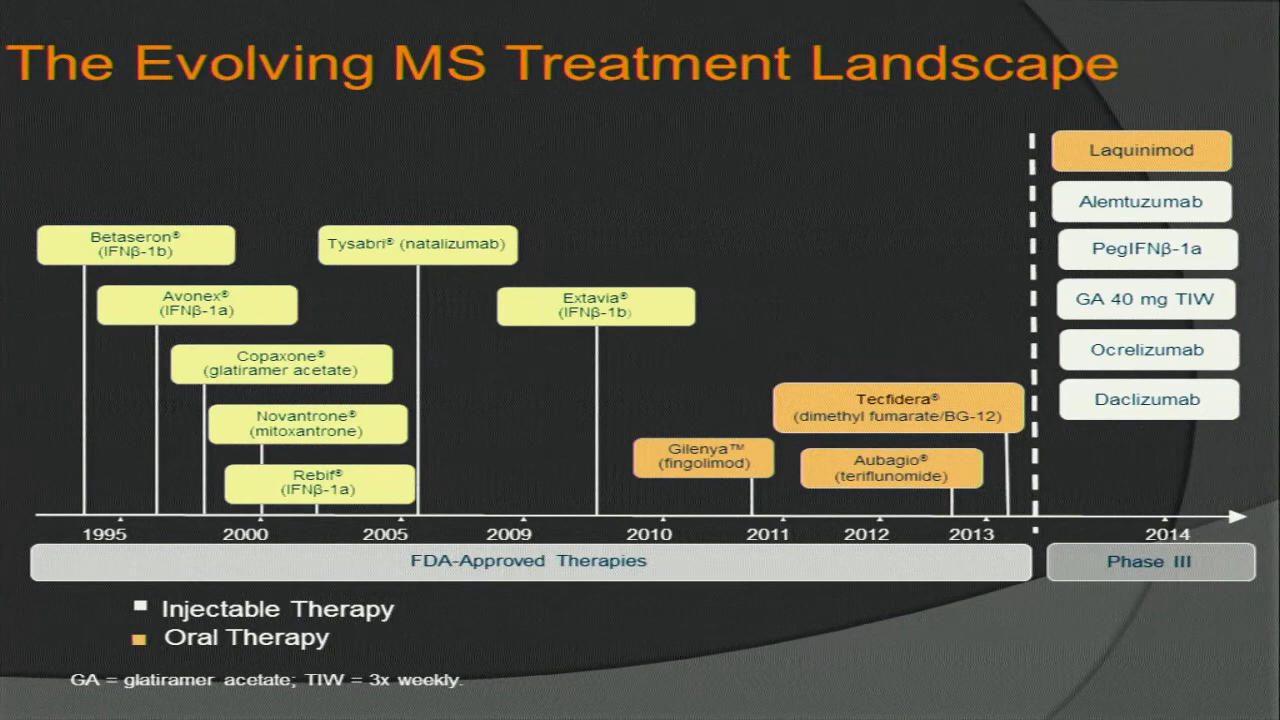 The Evolving MS Treatment Landscape
Laquinimod
Alemtuzumab
PegIFNβ-1a
GA 40 mg TIW
Ocrelizumab
Daclizumab
Betaseron®
(IFNβ-1b)
Tysabri® (natalizumab)
Avonex®
(IFNβ-1a)
Extavia®
(IFNβ-1b)
Copaxone®
(glatiramer acetate)
Tecfidera®
(dimethyl fumarate/BG-12)
Novantrone®
(mitoxantrone)
Gilenya™
(fingolimod)
Aubagio®
(teriflunomide)
Rebif®
(IFNβ-1a)
1995 2000 2005 2009 2010 2011 2012 2013 2014
FDA-Approved Therapies
Phase III
Injectable Therapy
Oral Therapy
GA = glatiramer acetate; TIW = 3x weekly.